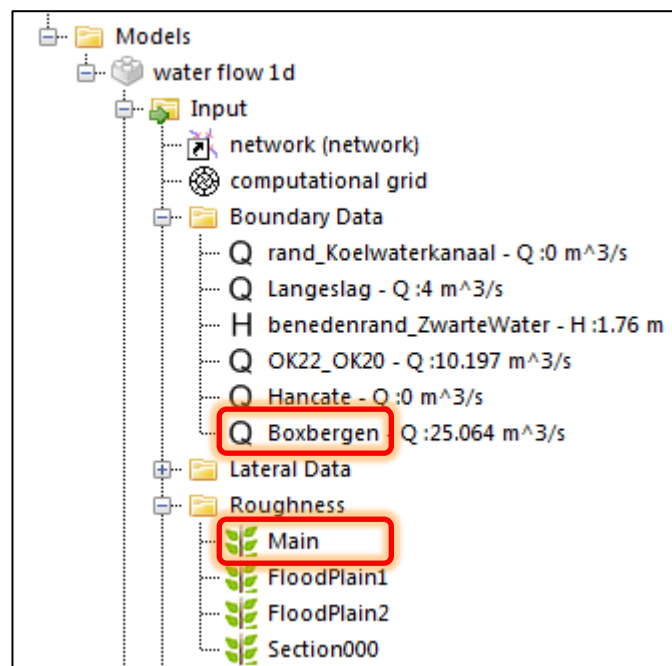 Models
water flow 1d
Input
network (network)
computational grid
Boundary Data
Q rand_Koelwaterkanaal - Q :0 m^3/s
Q Langeslag - Q :4 m^3/s
H benedenrand_ZwarteWater - H :1.76 m
Q OK22_OK20 - Q :10.197 m^3/s
Q Hancate - Q :0 m^3/s
Q Boxbergen - Q :25.064 m^3/s
Lateral Data
Roughness
Main
FloodPlain1
FloodPlain2
Section000